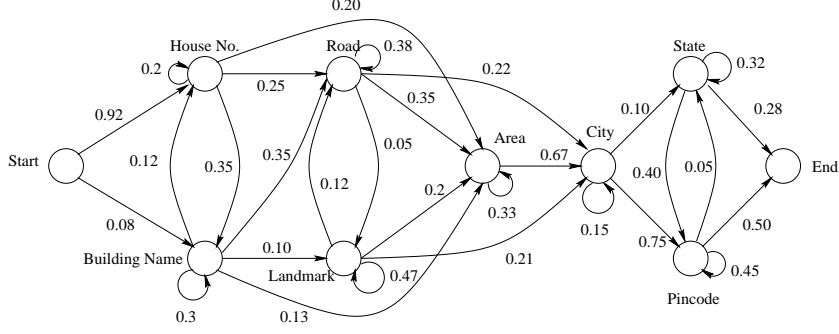 0.20
House No. Road State
0.2 0.38 0.32
0.25 0.22
0.92 0.35 0.10 0.28
Area City
Start 0.12 0.35 0.35 0.05 0.67 0.40 0.05 End
0.12 0.2
0.08 0.33 0.15 0.75 0.50
Building Name 0.10 Landmark 0.47 0.21 0.45
0.3 0.13 Pincode